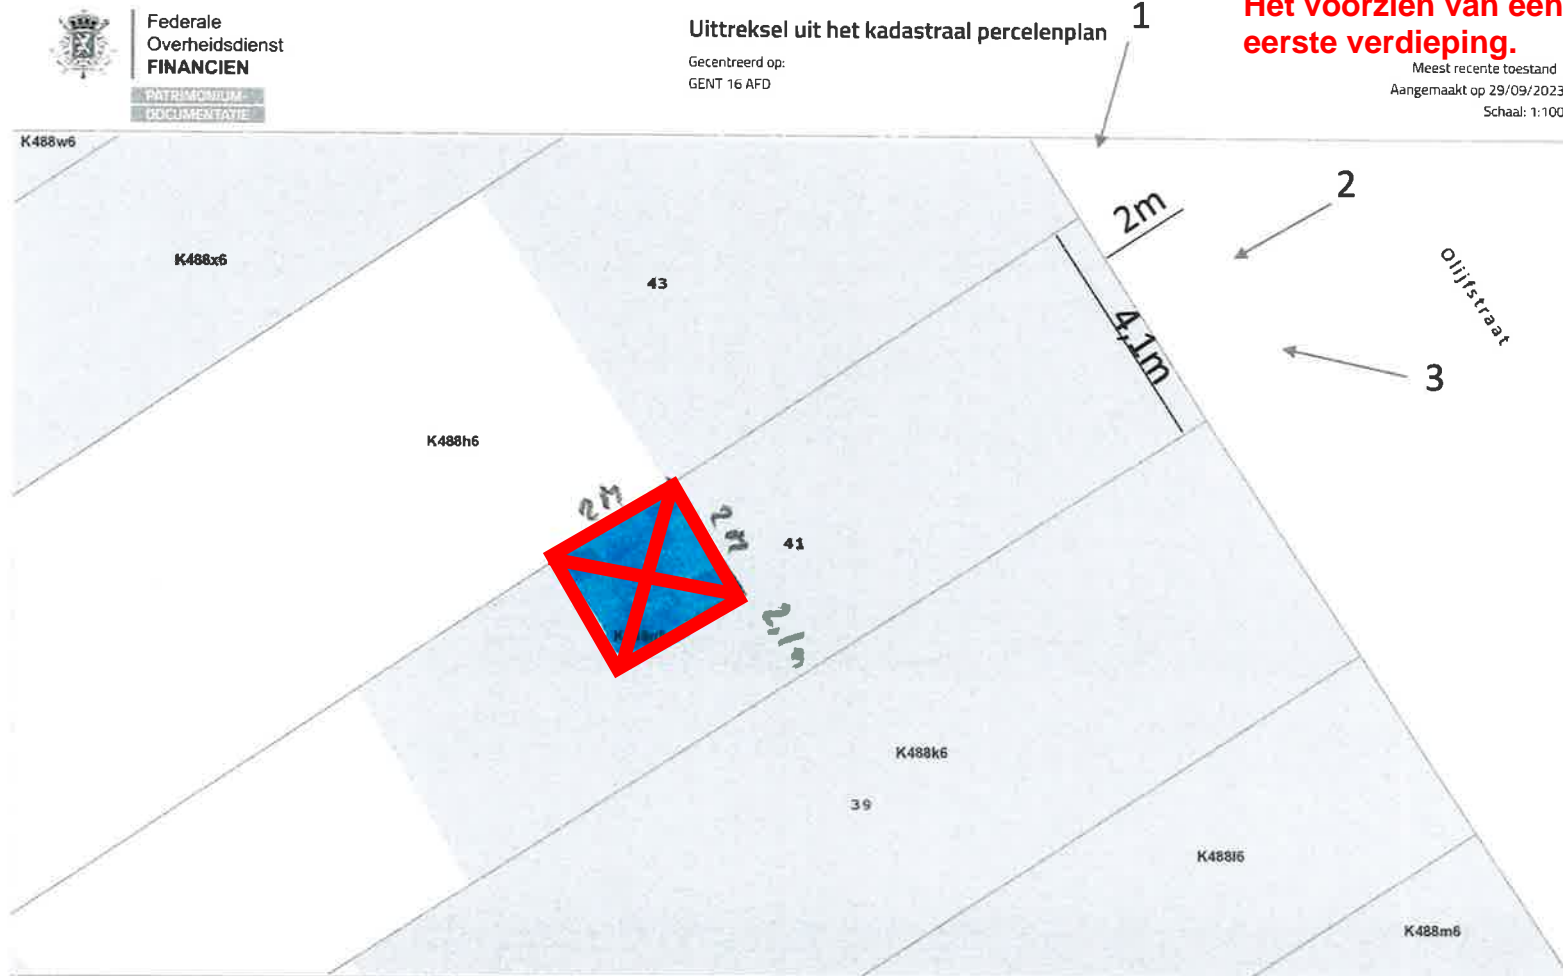 Federale
Overheidsdienst
FINANCIEN
PATRIMONIUM-
DOCUMENTATIE
Uittreksel uit het kadastraal percelenplan
Gecentreerd op:
GENT 16 AFD
1
Het voorzien van een
eerste verdieping.
Meest recente toestand
Aangemaakt op 29/09/2023
Schaal: 1:100
K488w6
2
2m
K488x6
43
Olijfstraat
4,1m
3
K488h6
2M
2M
41
2,1m
K488k6
39
K488l6
K488m6